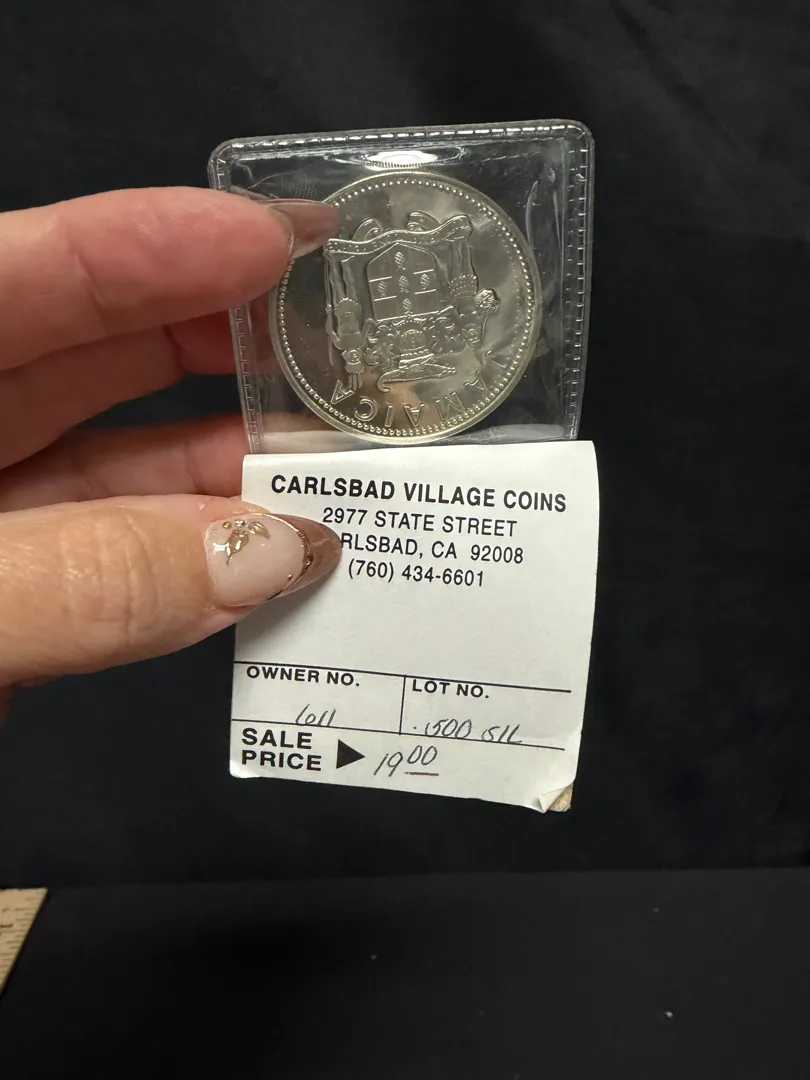 JAMAICA
CARLSBAD VILLAGE COINS
2977 STATE STREET
RLSBAD, CA 92008
(760) 434-6601
OWNER NO.
LOT NO.
1011
.500 SIL
SALE
PRICE
19 00